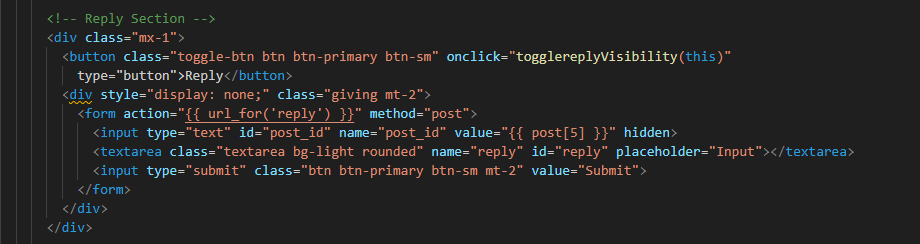 <!-- Reply Section -->
<div class="mx-1">
<button class="toggle-btn btn btn-primary btn-sm" onclick="togglereplyVisibility(this)"
type="button">Reply</button>
<div style="display: none;" class="giving mt-2">
<form action="{{ url_for('reply') }}" method="post">
<input type="text" id="post_id" name="post_id" value="{{ post[5] }}" hidden>
<textarea class="textarea bg-light rounded" name="reply" id="reply" placeholder="Input"></textarea>
<input type="submit" class="btn btn-primary btn-sm mt-2" value="Submit">
</form>
</div>
</div>